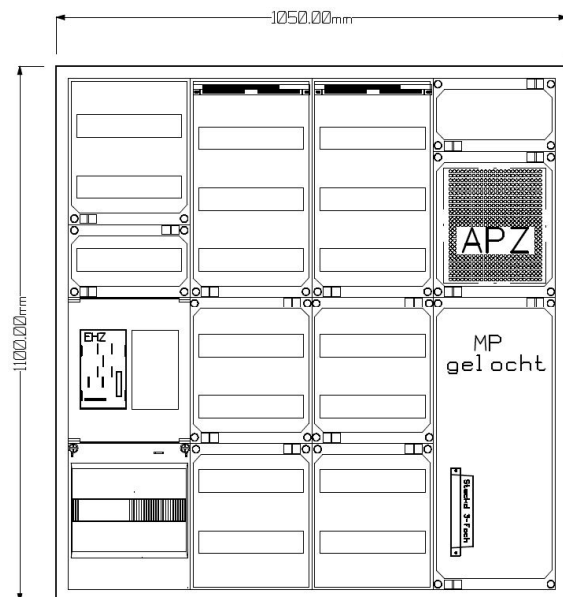 1050.00mm
1100.00mm
APZ
EHZ
MP
gelocht
Steckd 3-fach